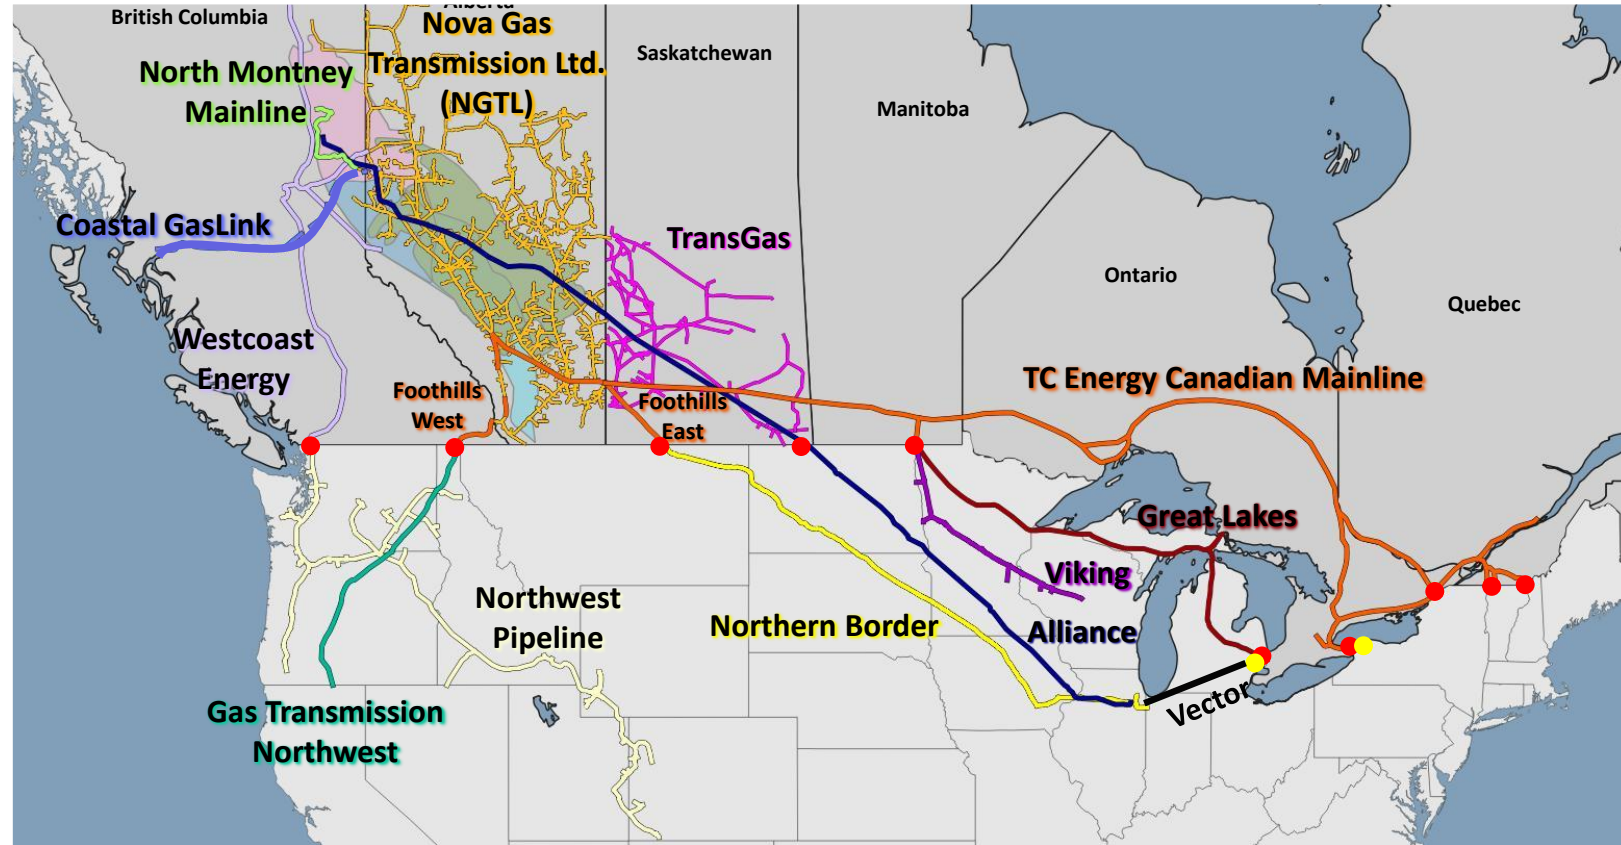 British Columbia
Alberta
Nova Gas
Transmission Ltd.
(NGTL)
Saskatchewan
North Montney
Mainline
Manitoba
Coastal GasLink
TransGas
Ontario
Quebec
Westcoast
Energy
Foothills
West
Foothills
East
TC Energy Canadian Mainline
Great Lakes
Viking
Northwest
Pipeline
Northern Border
Alliance
Vector
Gas Transmission
Northwest